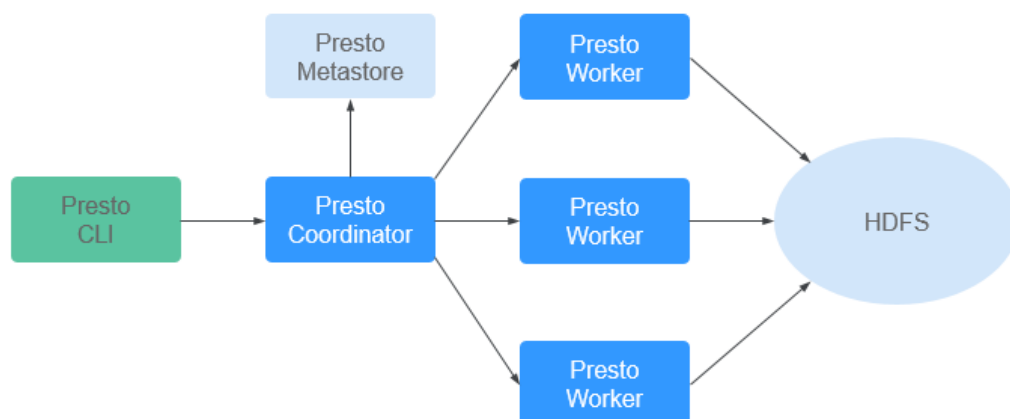 Presto
Metastore
Presto
Worker
Presto
CLI
Presto
Coordinator
Presto
Worker
HDFS
Presto
Worker